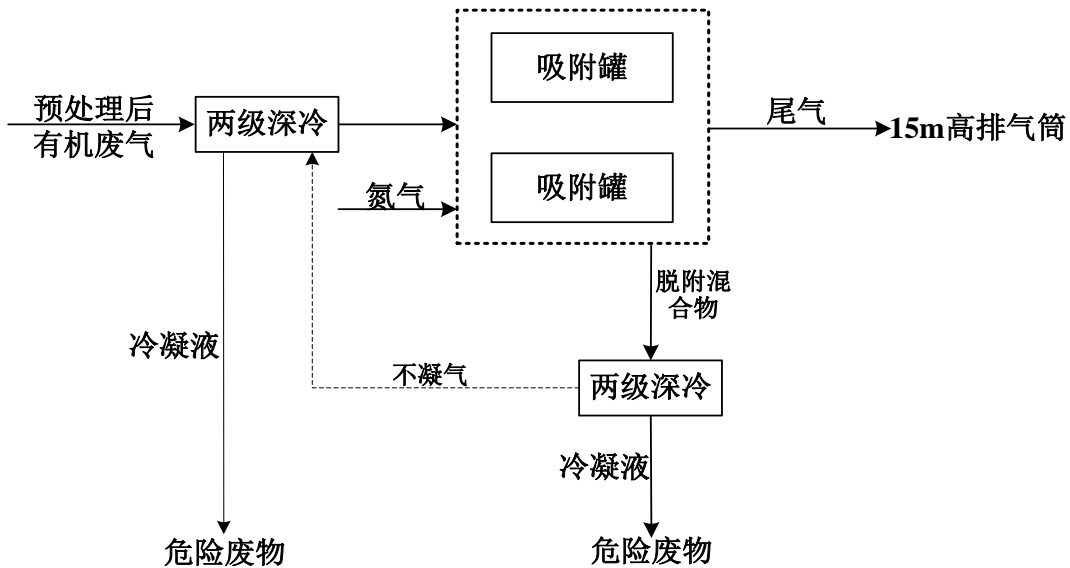 吸附罐
预处理后
有机废气
两级深冷
尾气
15m高排气筒
吸附罐
氮气
脱附混
合物
冷凝液
不凝气
两级深冷
冷凝液
危险废物
危险废物